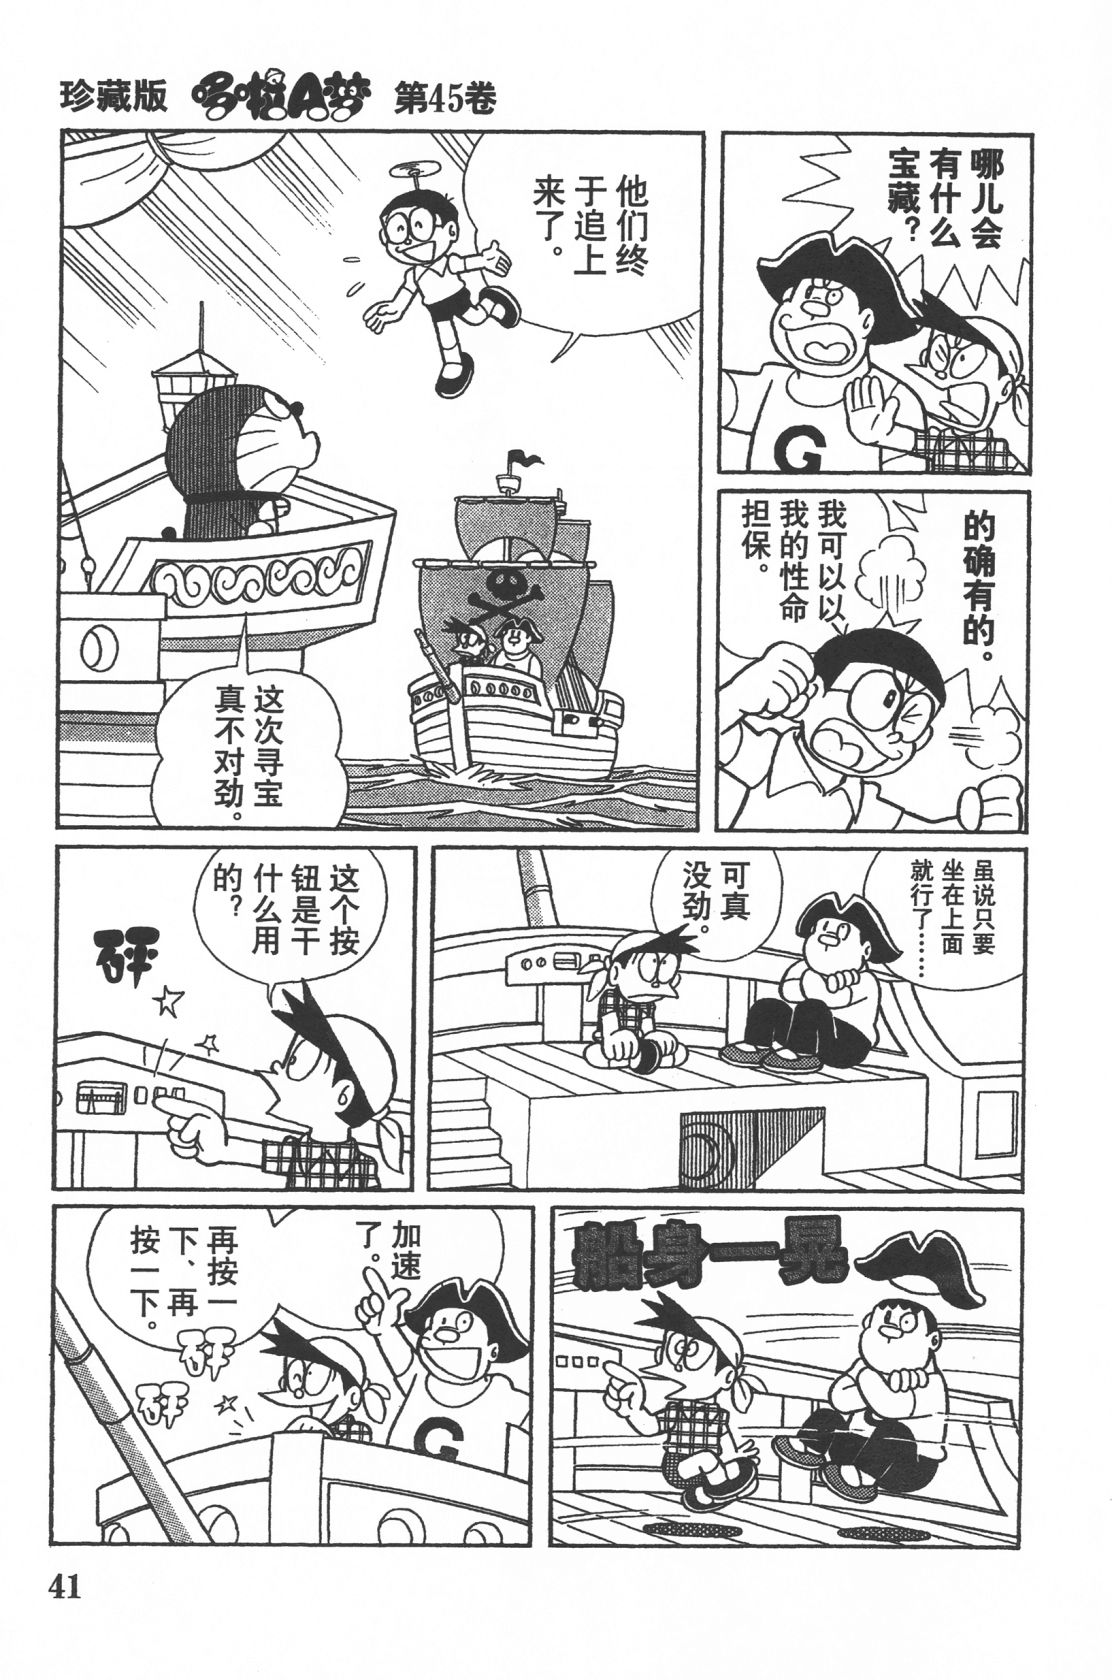 珍藏版 哆啦A梦 第45卷
哪儿会
有什么
宝藏？
的确有的。
我可以以
我的性命
担保。
他们终
于追上
来了。
这次寻宝
真不对劲。
虽说只要
坐在上面
就行了……
可真
没劲。
这个按
钮是干
什么用
的？
砰
船身一晃
加速
了。
再按一
下、再
按一下。
砰
砰
G
G
41